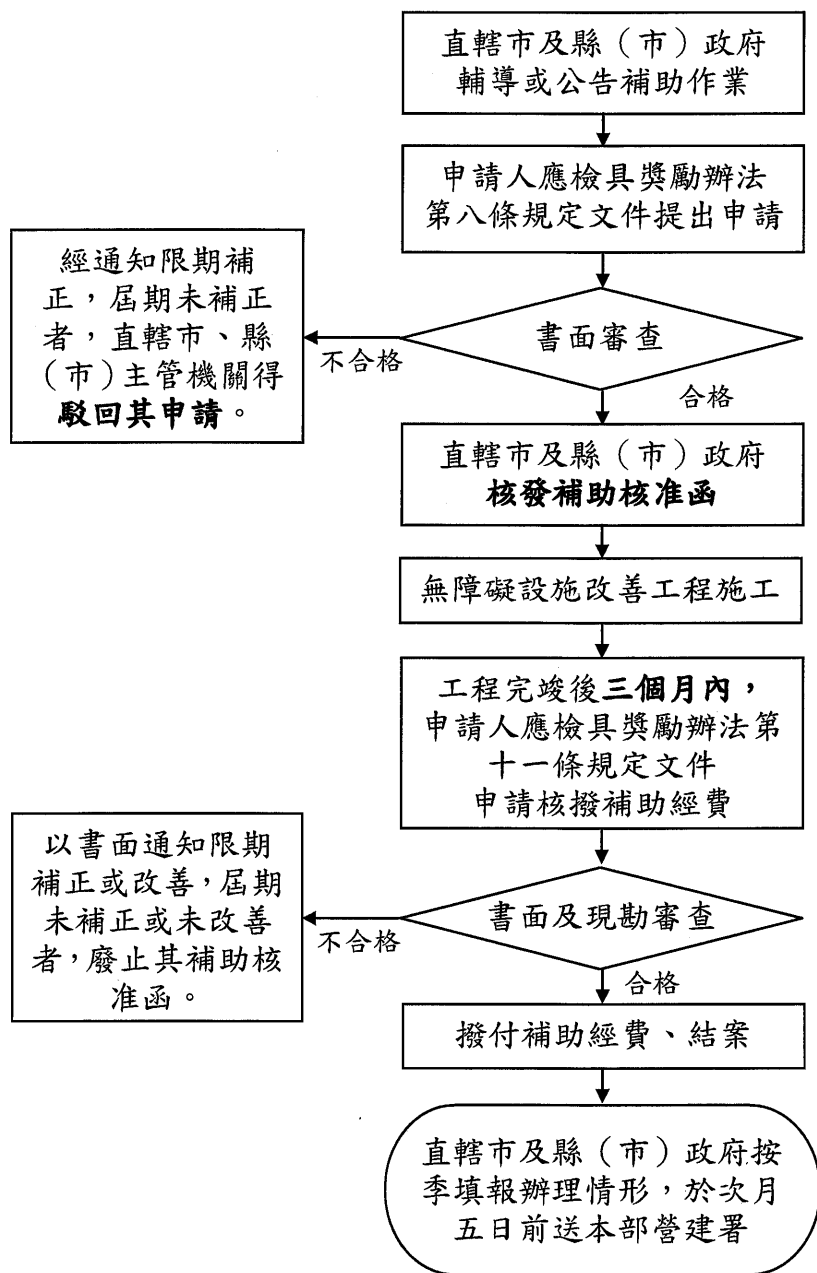 直轄市及縣（市）政府
輔導或公告補助作業
申請人應檢具獎勵辦法
第八條規定文件提出申請
書面審查
不合格
經通知限期補
正，屆期未補正
者，直轄市、縣
（市）主管機關得
駁回其申請。
合格
直轄市及縣（市）政府
核發補助核准函
無障礙設施改善工程施工
工程完竣後三個月內，
申請人應檢具獎勵辦法第
十一條規定文件
申請核撥補助經費
書面及現勘審查
不合格
以書面通知限期
補正或改善，屆期
未補正或未改善
者，廢止其補助核
准函。
合格
撥付補助經費、結案
直轄市及縣（市）政府按
季填報辦理情形，於次月
五日前送本部營建署